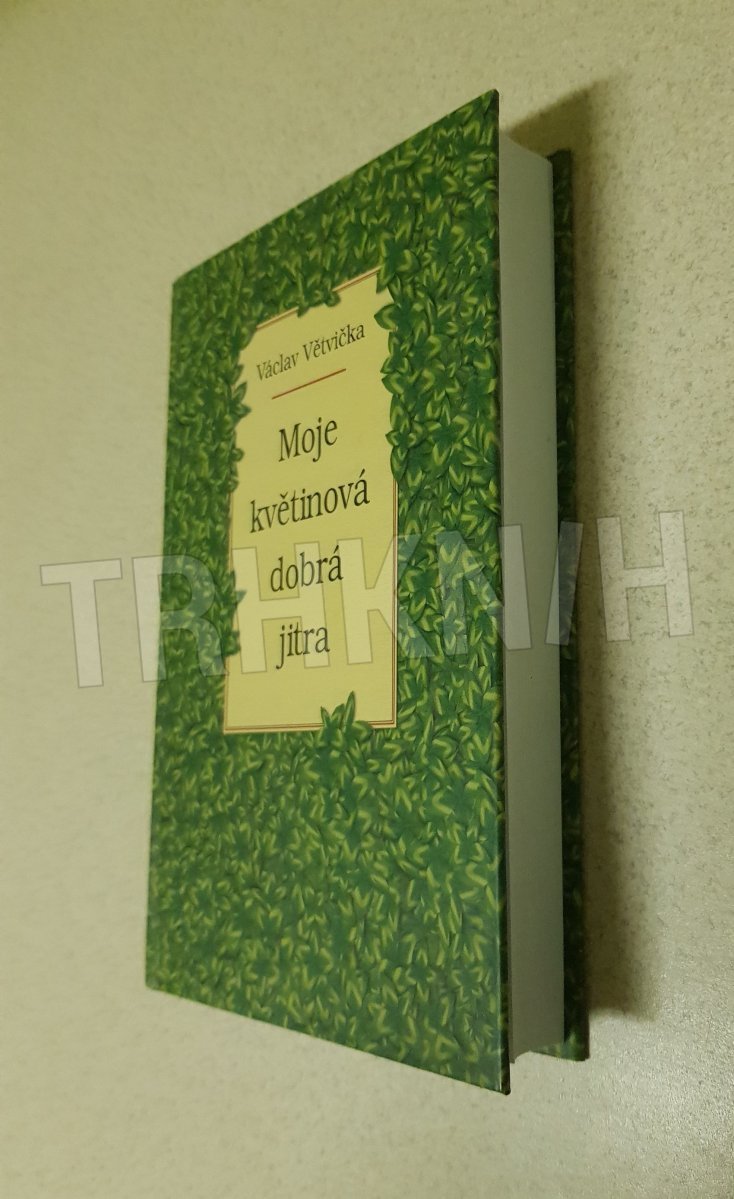 Václav Větvička
Moje
květinová
dobrá
jitra
TRHKNIH